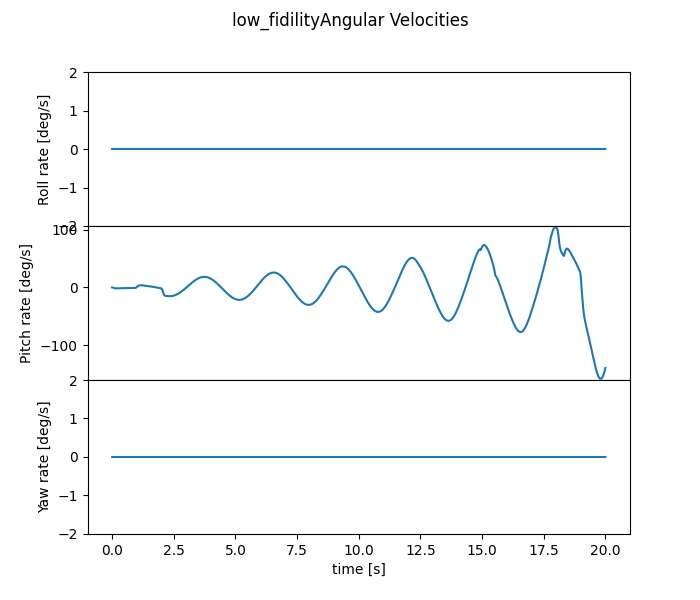 low_fidilityAngular Velocities
Roll rate [deg/s]
2
1
0
−1
−2
Pitch rate [deg/s]
100
0
−100
Yaw rate [deg/s]
2
1
0
−1
−2
0.0 2.5 5.0 7.5 10.0 12.5 15.0 17.5 20.0
time [s]